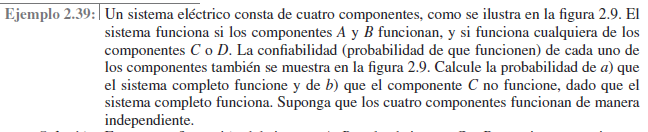 Ejemplo 2.39: Un sistema eléctrico consta de cuatro componentes, como se ilustra en la figura 2.9. El
sistema funciona si los componentes A y B funcionan, y si funciona cualquiera de los
componentes C o D. La confiabilidad (probabilidad de que funcionen) de cada uno de
los componentes también se muestra en la figura 2.9. Calcule la probabilidad de a) que
el sistema completo funcione y de b) que el componente C no funcione, dado que el
sistema completo funciona. Suponga que los cuatro componentes funcionan de manera
independiente.